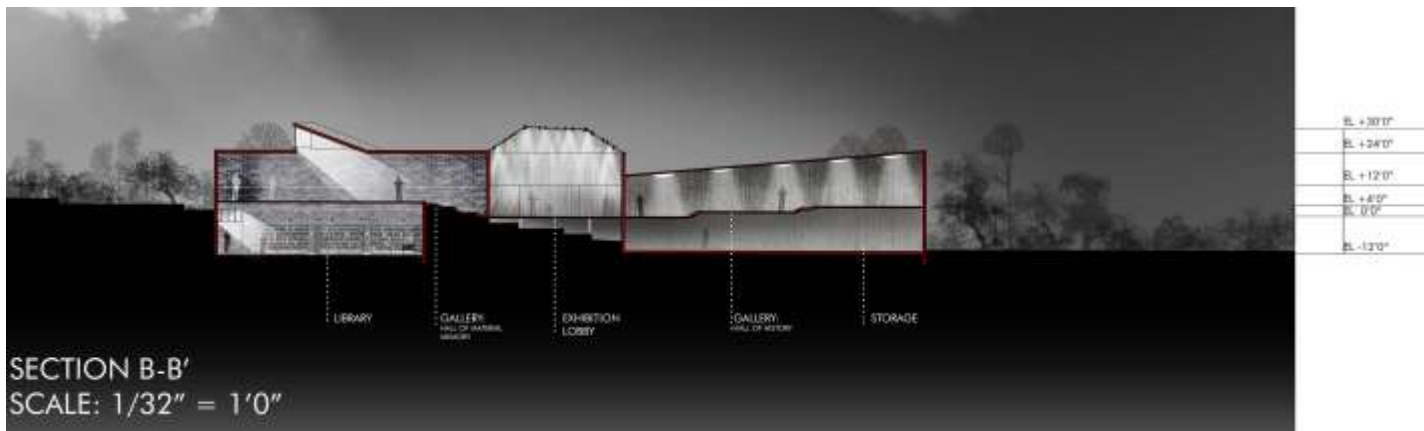 EL +30'0"
EL +24'0"
EL +12'0"
EL +4'0"
EL 0'0"
EL -13'0"
LIBRARY
GALLERY:
HALL OF MATERIAL
MEMORY
EXHIBITION
LOBBY
GALLERY:
HALL OF HISTORY
STORAGE
SECTION B-B'
SCALE: 1/32" = 1'0"